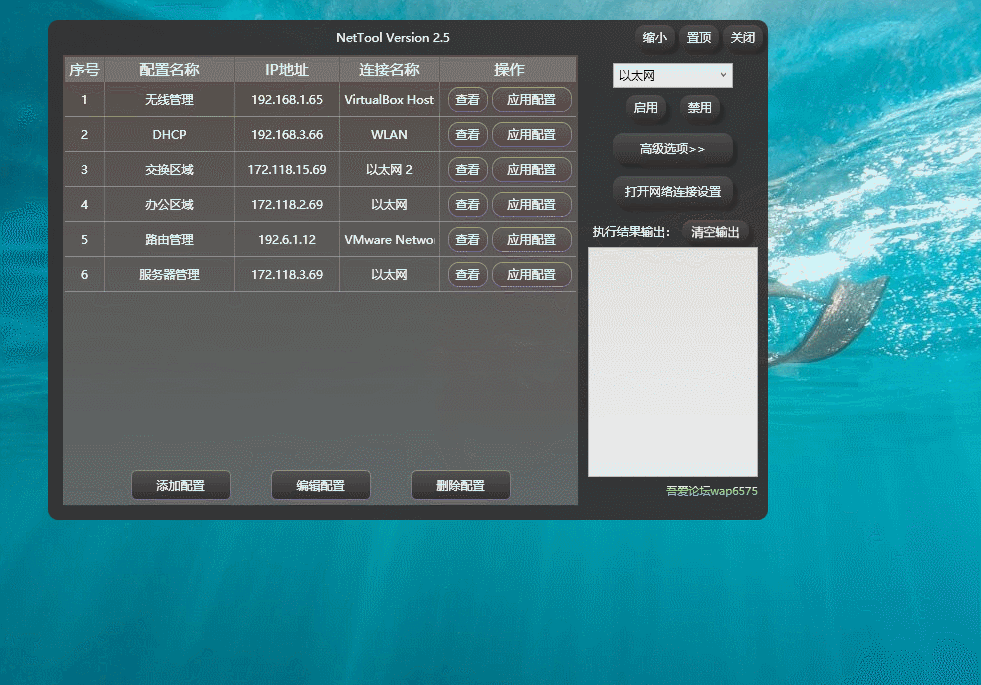 NetTool Version 2.5
缩小 置顶 关闭
序号 配置名称 IP地址 连接名称 操作
1 无线管理 192.168.1.65 VirtualBox Host 查看 应用配置
2 DHCP 192.168.3.66 WLAN 查看 应用配置
3 交换区域 172.118.15.69 以太网 2 查看 应用配置
4 办公区域 172.118.2.69 以太网 查看 应用配置
5 路由管理 192.6.1.12 VMware Netwo 查看 应用配置
6 服务器管理 172.118.3.69 以太网 查看 应用配置
添加配置 编辑配置 删除配置
以太网
启用 禁用
高级选项>>
打开网络连接设置
执行结果输出: 清空输出
吾爱论坛wap6575